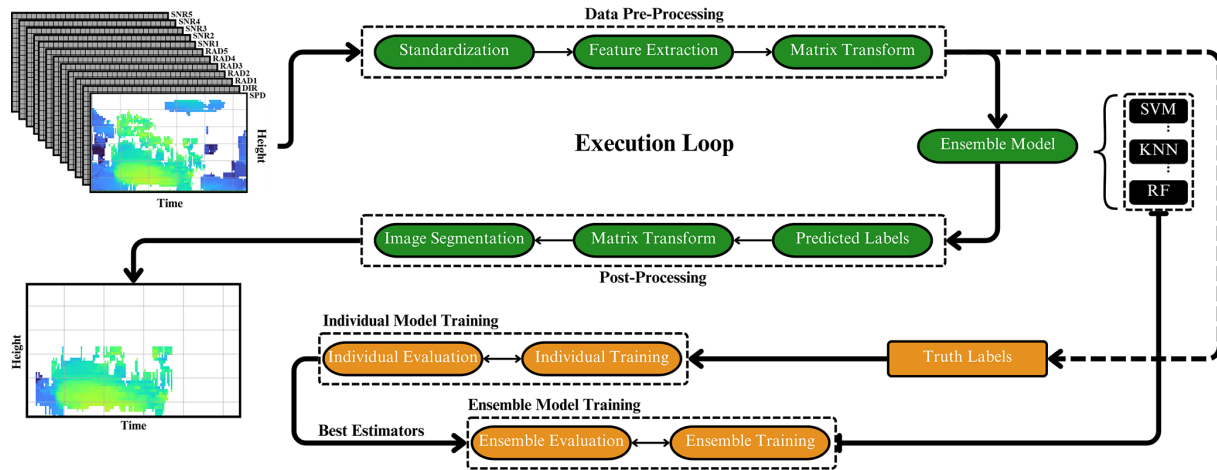 SNR5
SNR4
SNR3
SNR2
SNR1
RAD5
RAD4
RAD3
RAD2
RAD1
DIR
SPD
Height
Time
Data Pre-Processing
Standardization
Feature Extraction
Matrix Transform
Execution Loop
Ensemble Model
SVM
KNN
RF
Image Segmentation
Matrix Transform
Predicted Labels
Post-Processing
Height
Time
Individual Model Training
Individual Evaluation
Individual Training
Truth Labels
Ensemble Model Training
Best Estimators
Ensemble Evaluation
Ensemble Training